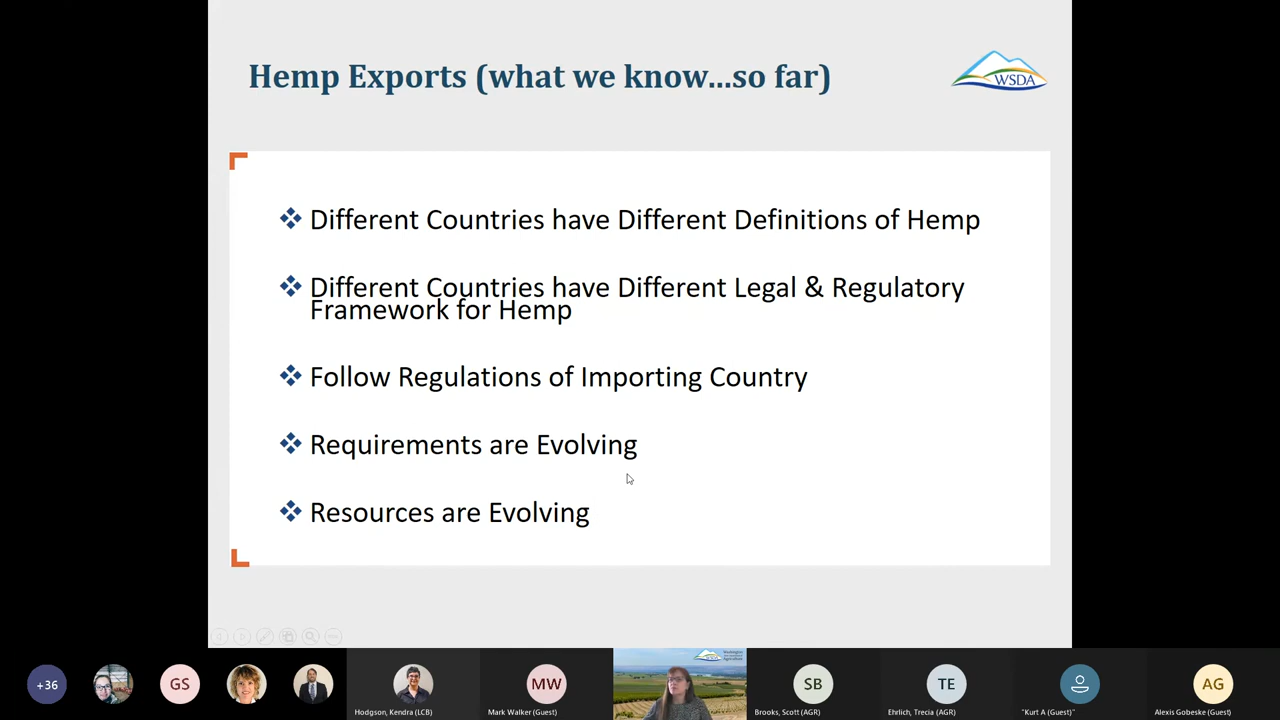 Hemp Exports (what we know...so far)
WSDA
Different Countries have Different Definitions of Hemp
Different Countries have Different Legal & Regulatory
Framework for Hemp
Follow Regulations of Importing Country
Requirements are Evolving
Resources are Evolving
+36
GS
Hodgson, Kendra (LCB)
MW
Mark Walker (Guest)
WSDA
SB
Brooks, Scott (AGR)
TE
Ehrlich, Trecia (AGR)
"Kurt A (Guest)"
AG
Alexis Gobeske (Guest)